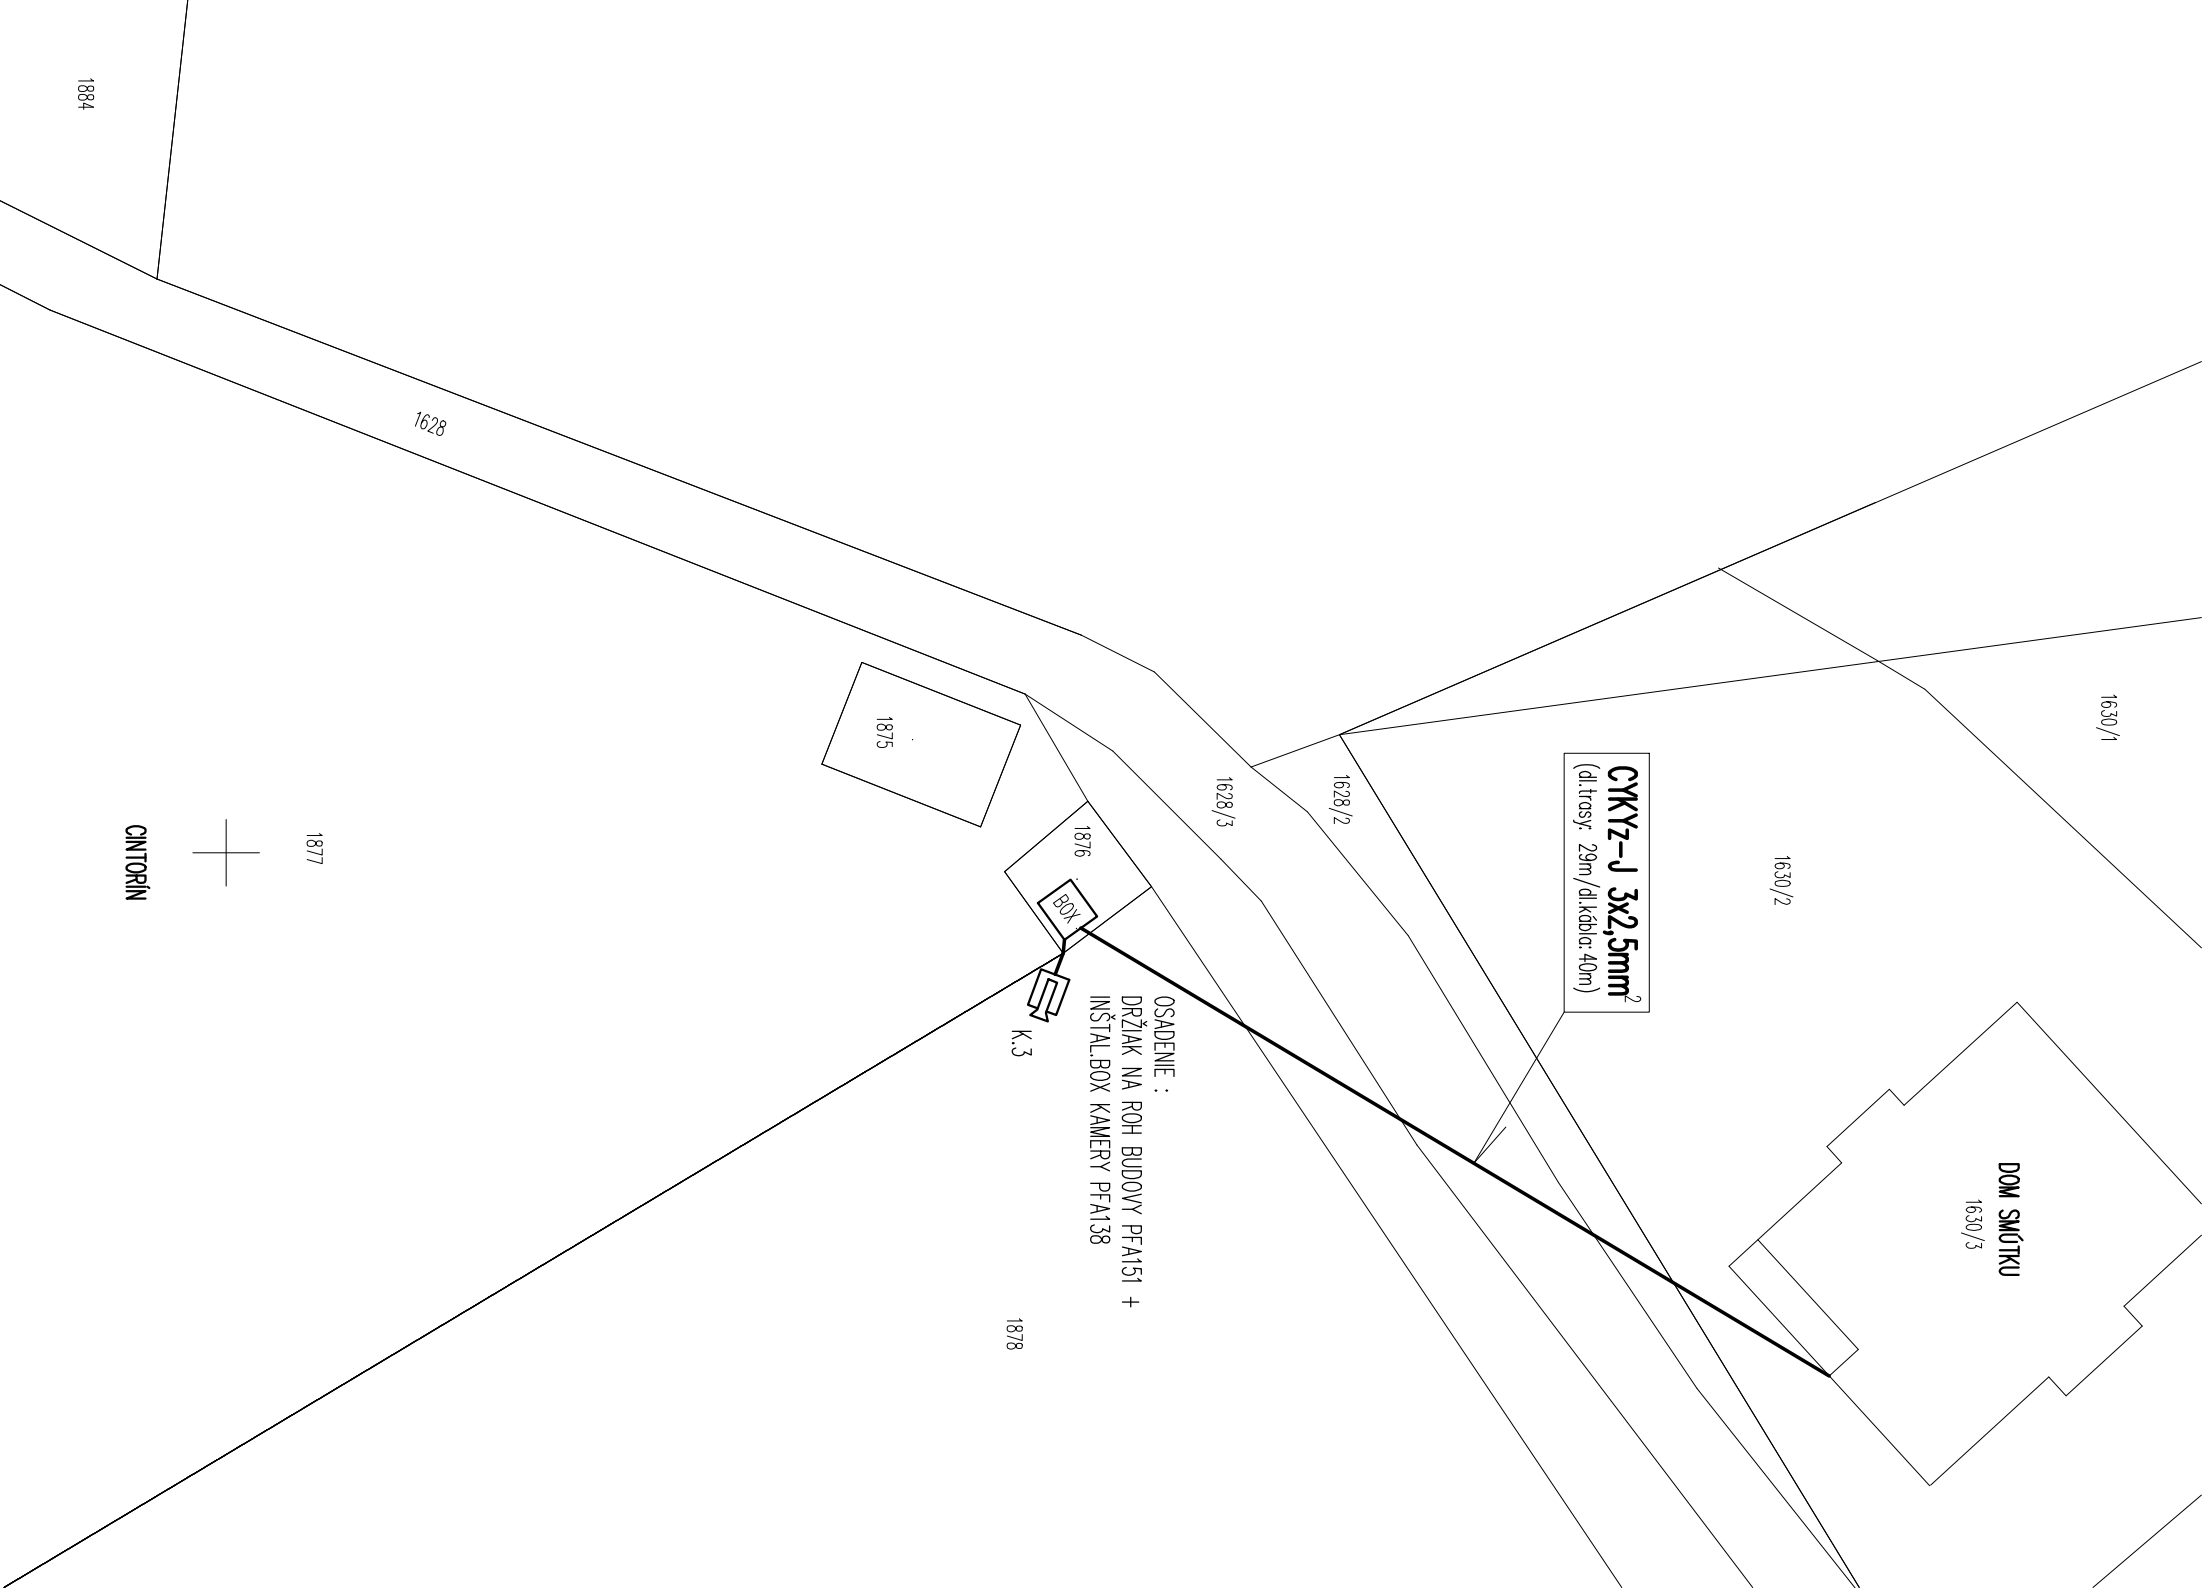 1884
1628
1875
1876
1877
CINTORÍN
1628/3
1628/2
1630/1
1630/2
CYKYz-J 3x2,5mm²
(dl.trasy: 29m/dl.kábla:40m)
BOX
K.3
OSADENIE :
DRŽIAK NA ROH BUDOVY PFA151 +
INŠTAL.BOX KAMERY PFA138
DOM SMÚTKU
1630/3
1878